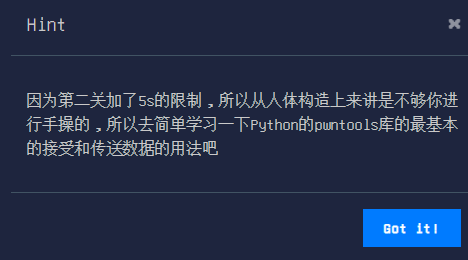 Hint
因为第二关加了5s的限制，所以从人体构造上来讲是不够你进
行手操的，所以去简单学习一下Python的pwntools库的最基本
的接受和传送数据的用法吧
Got it!